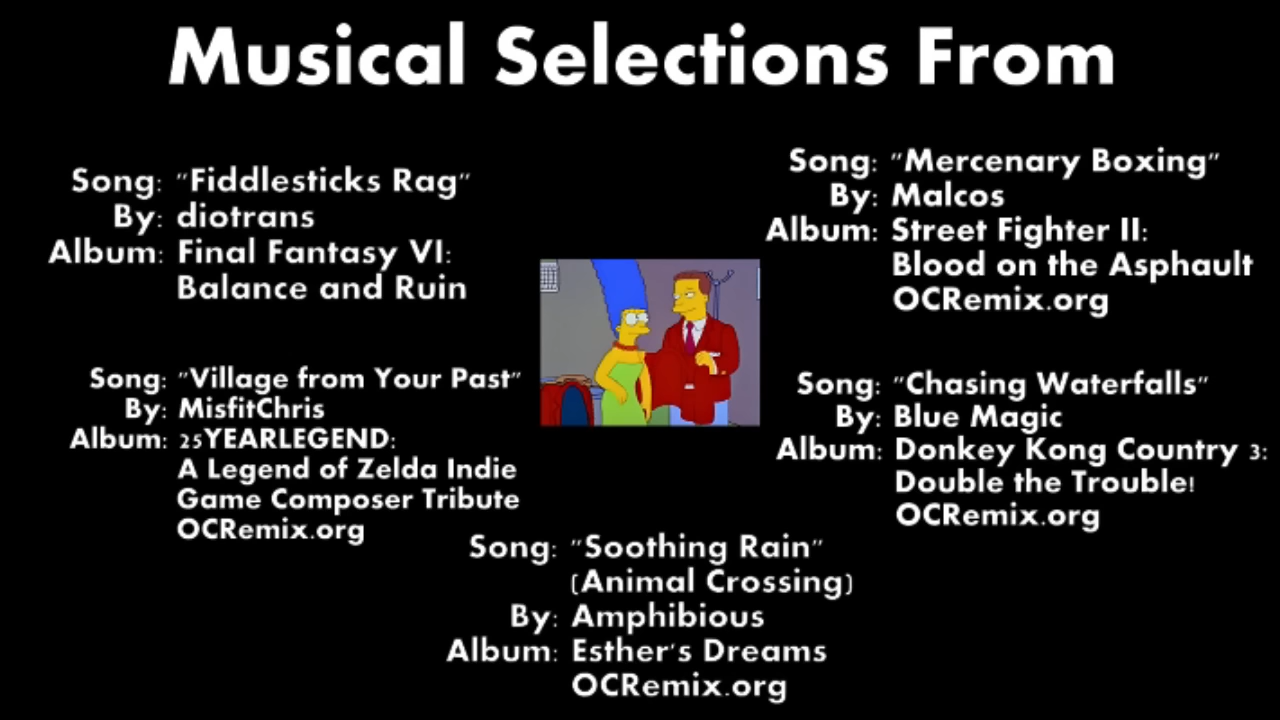 Musical Selections From
Song: "Fiddlesticks Rag"
By: diotrans
Album: Final Fantasy VI:
Balance and Ruin
Song: "Mercenary Boxing"
By: Malcos
Album: Street Fighter II:
Blood on the Asphault
OCRemix.org
Song: "Village from Your Past"
By: MisfitChris
Album: 25YEARLEGEND:
A Legend of Zelda Indie
Game Composer Tribute
OCRemix.org
Song: "Chasing Waterfalls"
By: Blue Magic
Album: Donkey Kong Country 3:
Double the Trouble!
OCRemix.org
Song: "Soothing Rain"
(Animal Crossing)
By: Amphibious
Album: Esther's Dreams
OCRemix.org